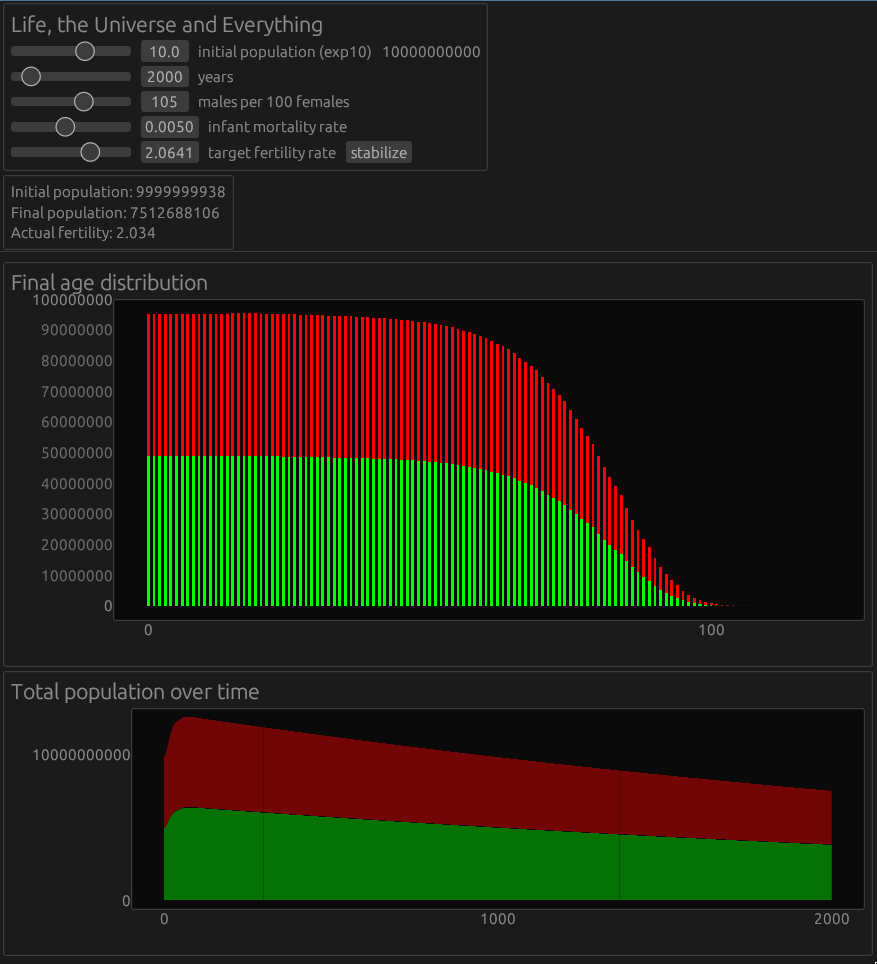 Life, the Universe and Everything
10.0 initial population (exp10) 10000000000
2000 years
105 males per 100 females
0.0050 infant mortality rate
2.0641 target fertility rate stabilize
Initial population: 9999999938
Final population: 7512688106
Actual fertility: 2.034
Final age distribution
100000000
90000000
80000000
70000000
60000000
50000000
40000000
30000000
20000000
10000000
0
0 100
Total population over time
10000000000
0
0 1000 2000